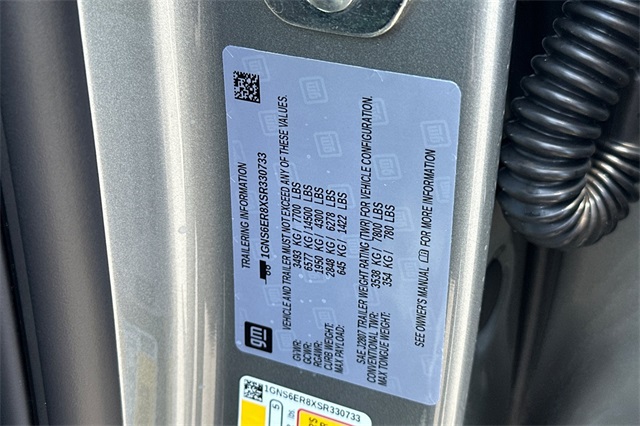 TRAILERING INFORMATION
1GNS6ER8XSR330733
VEHICLE AND TRAILER MUST NOT EXCEED ANY OF THESE VALUES.
GVWR: 3493 KG / 7700 LBS
GCWR: 6577 KG / 14500 LBS
RGAWR: 1950 KG / 4300 LBS
CURB WEIGHT: 2848 KG / 6278 LBS
MAX PAYLOAD: 645 KG / 1422 LBS
SAE J2807 TRAILER WEIGHT RATING (TWR) FOR VEHICLE CONFIGURATION.
CONVENTIONAL TWR: 3538 KG / 7800 LBS
MAX TONGUE WEIGHT: 354 KG / 780 LBS
SEE OWNER'S MANUAL FOR MORE INFORMATION
gm
1GNS6ER8XSR330733